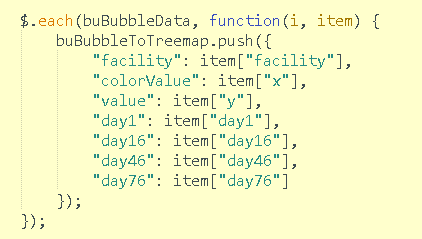 $.each(buBubbleData, function(i, item) {
    buBubbleToTreemap.push({
        "facility": item["facility"],
        "colorValue": item["x"],
        "value": item["y"],
        "day1": item["day1"],
        "day16": item["day16"],
        "day46": item["day46"],
        "day76": item["day76"]
    });
});